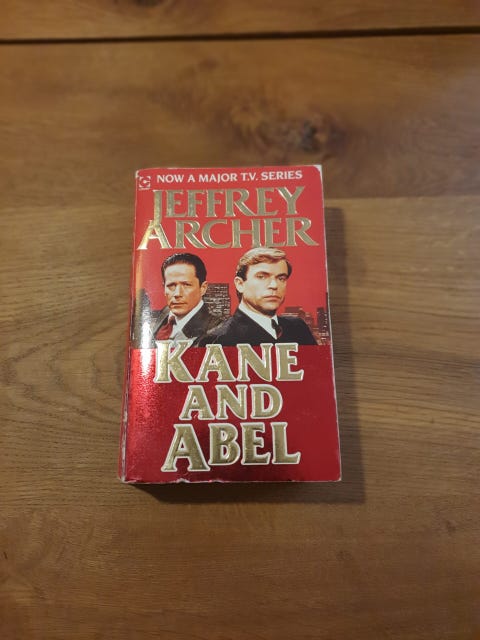 NOW A MAJOR T.V. SERIES
JEFFREY
ARCHER
KANE
AND
ABEL